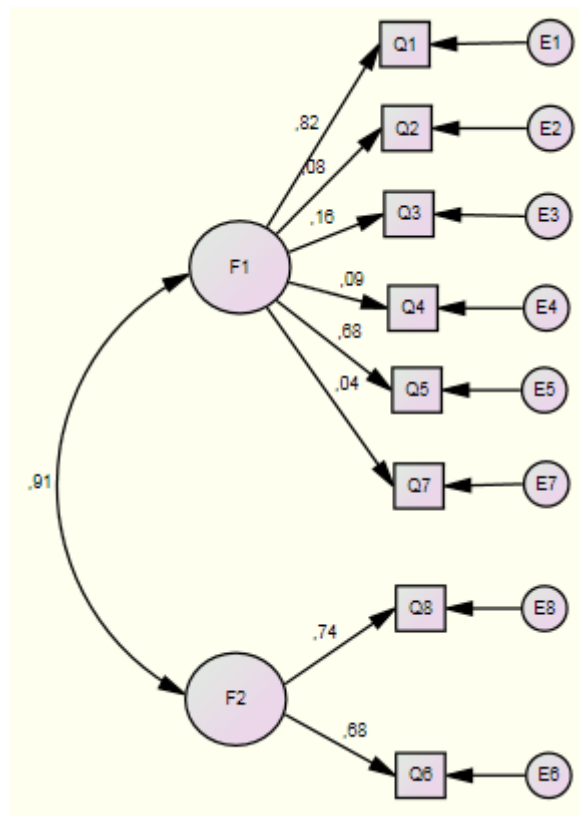 Q1
E1
,82
Q2
E2
,08
,16
Q3
E3
F1
,09
Q4
E4
,68
Q5
E5
,04
Q7
E7
,91
Q8
E8
,74
F2
,68
Q6
E6